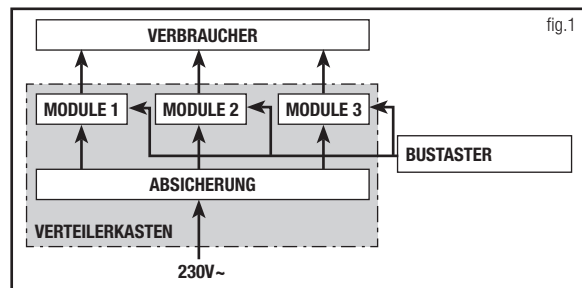 fig.1
VERBRAUCHER
MODULE 1 MODULE 2 MODULE 3
BUSTASTER
ABSICHERUNG
VERTEILERKASTEN
230V~